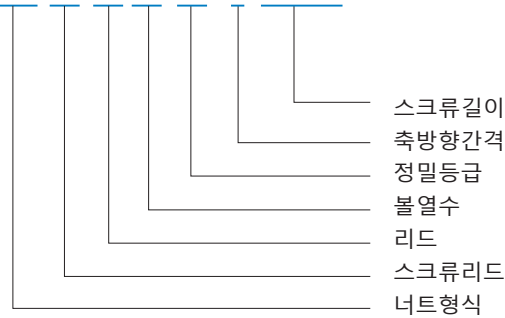 스크류길이
축방향간격
정밀등급
볼열수
리드
스크류리드
너트형식